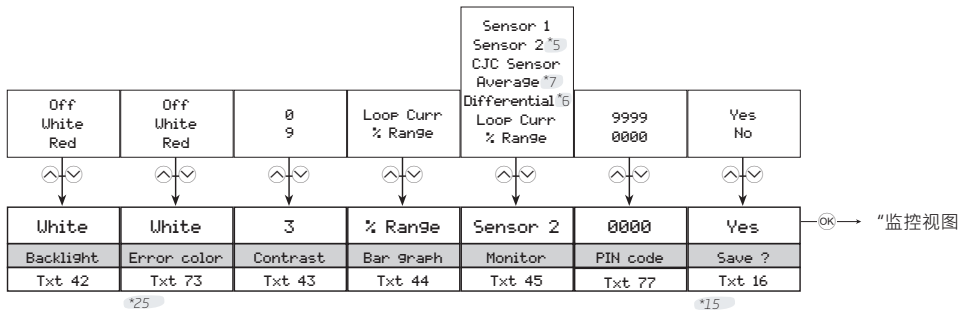 Sensor 1
Sensor 2 *5
CJC Sensor
Average *7
Differential *6
Loop Curr
% Range
Off
White
Red
Off
White
Red
0
9
Loop Curr
% Range
9999
0000
Yes
No
White
White
3
% Range
Sensor 2
0000
Yes
OK
"监控视图
Backlight
Error color
Contrast
Bar graph
Monitor
PIN code
Save ?
Txt 42
Txt 73
Txt 43
Txt 44
Txt 45
Txt 77
Txt 16
*25
*15